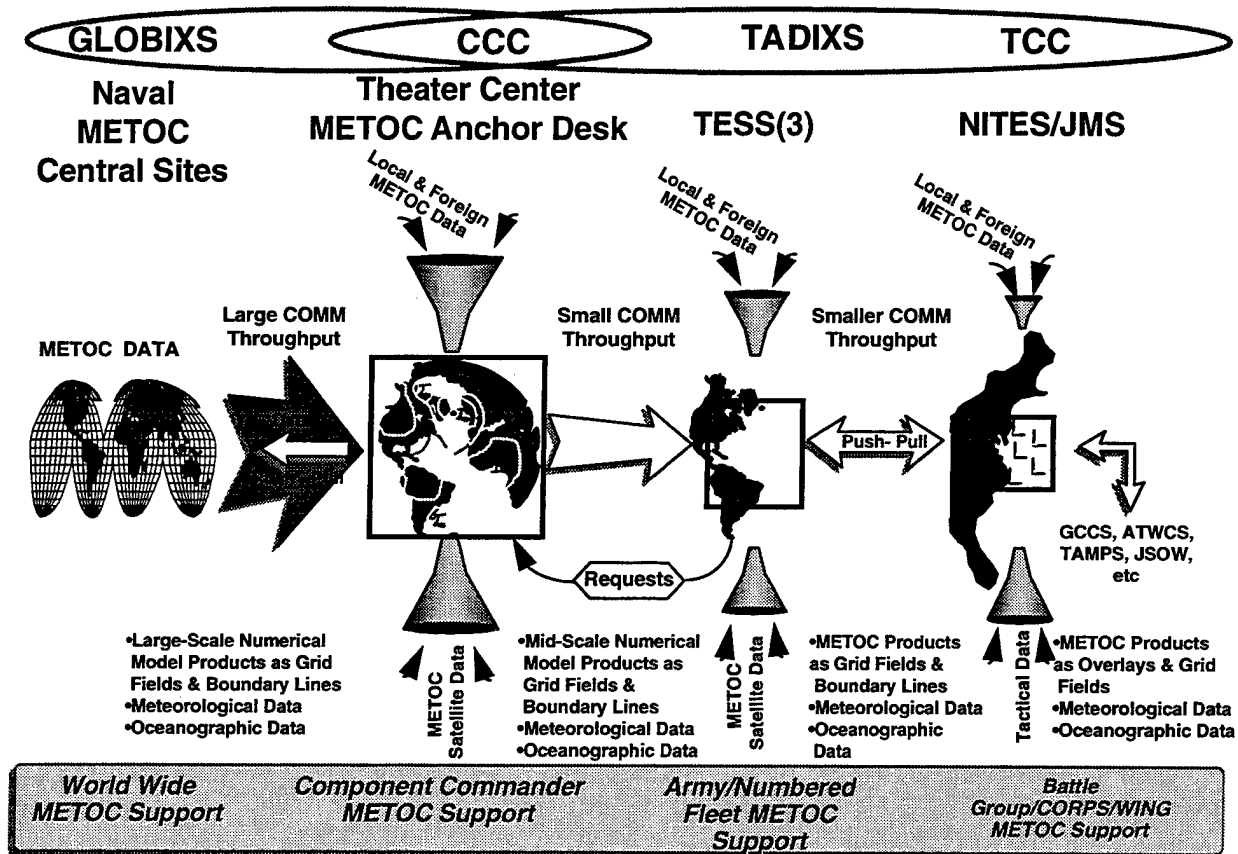 GLOBIXS
CCC
TADIXS
TCC
Naval
METOC
Central Sites
Theater Center
METOC Anchor Desk
TESS(3)
NITES/JMS
Local & Foreign
METOC Data
Local & Foreign
METOC Data
Local & Foreign
METOC Data
METOC DATA
Large COMM
Throughput
Small COMM
Throughput
Smaller COMM
Throughput
Push- Pull
Requests
GCCS, ATWCS,
TAMPS, JSOW,
etc
•Large-Scale Numerical
Model Products as Grid
Fields & Boundary Lines
•Meteorological Data
•Oceanographic Data
METOC
Satellite Data
•Mid-Scale Numerical
Model Products as
Grid Fields &
Boundary Lines
•Meteorological Data
•Oceanographic Data
METOC
Satellite Data
•METOC Products
as Grid Fields &
Boundary Lines
•Meteorological Data
•Oceanographic
Data
Tactical Data
•METOC Products
as Overlays & Grid
Fields
•Meteorological Data
•Oceanographic Data
World Wide
METOC Support
Component Commander
METOC Support
Army/Numbered
Fleet METOC
Support
Battle
Group/CORPS/WING
METOC Support